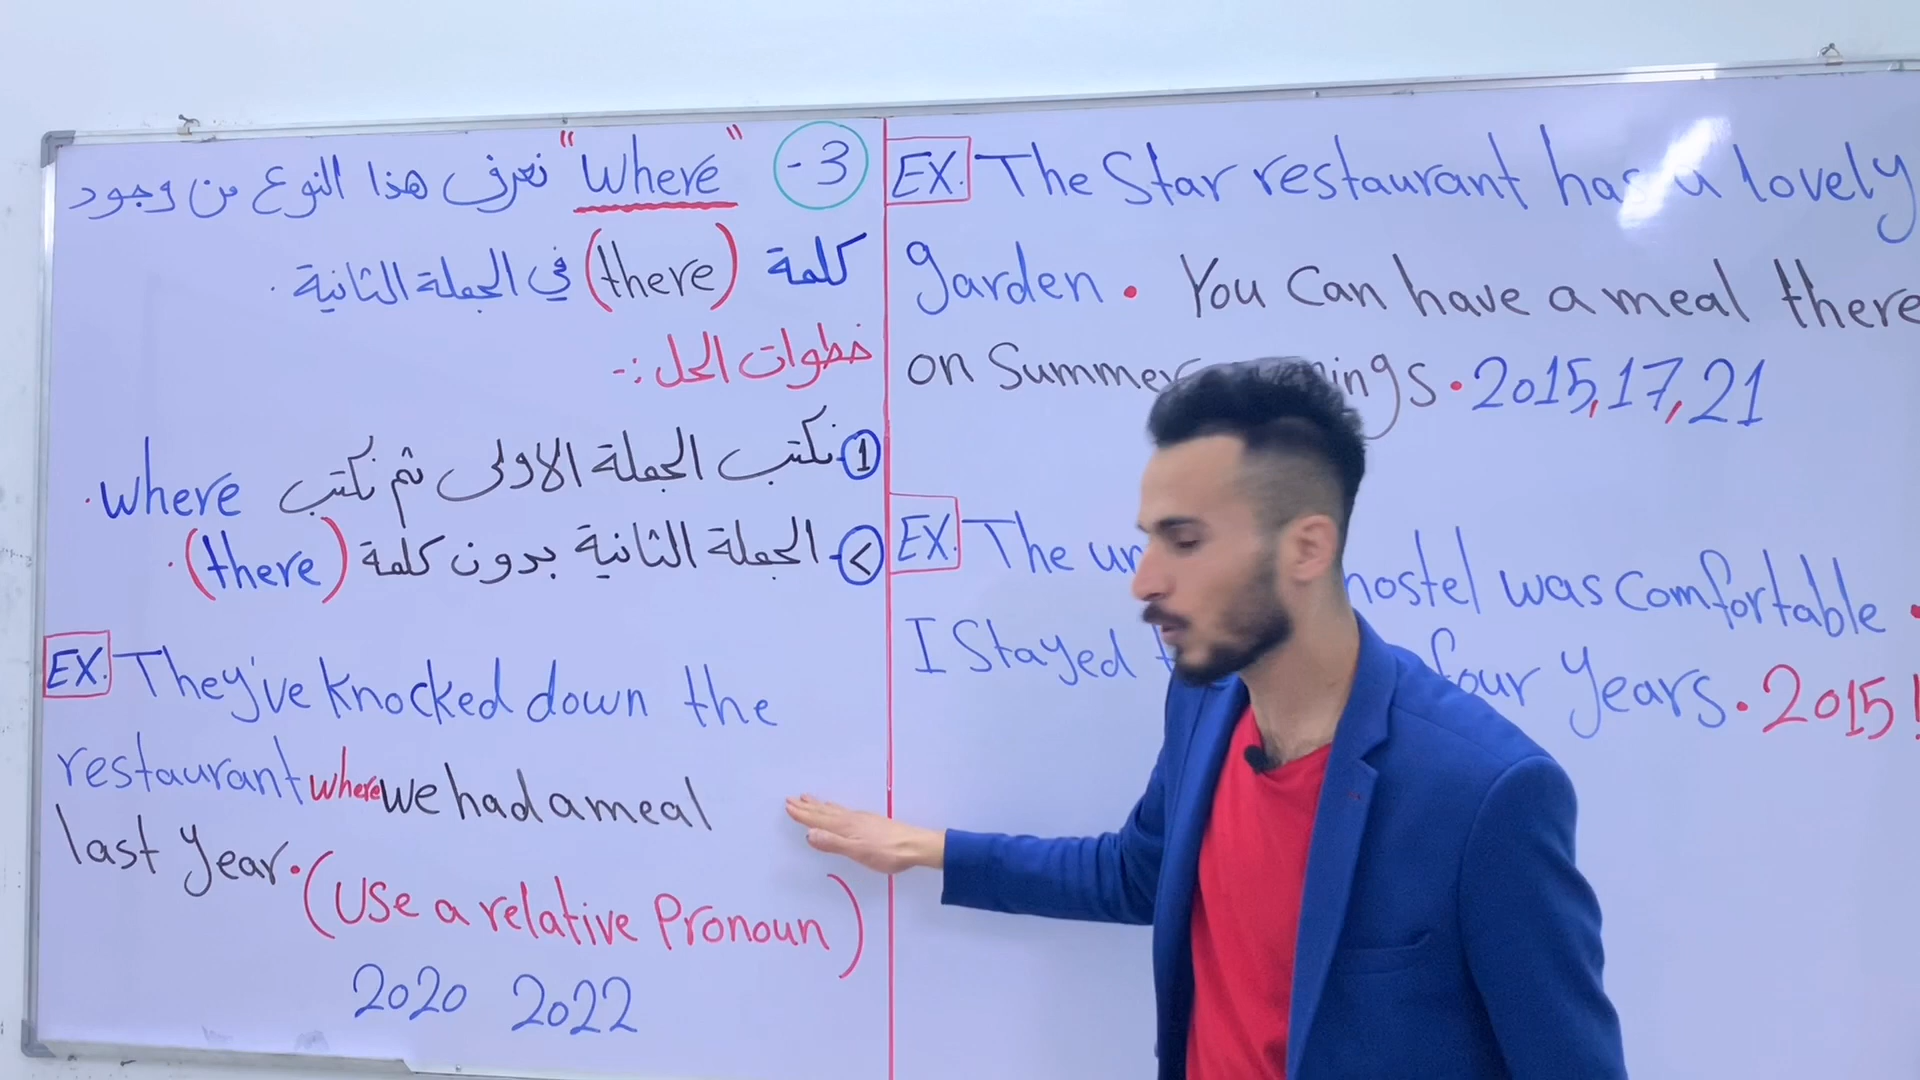 3- "Where" نعرف هذا النوع من وجود
كلمة (there) في الجملة الثانية .
خطوات الحل :-
1- نكتب الجملة الاولى ثم نكتب where .
2- الجملة الثانية بدون كلمة (there) .
EX. They've knocked down the
restaurant where we had a meal
last year. (Use a relative Pronoun)
2020 2022
EX. The Star restaurant has a lovely
garden. You Can have a meal there
on Summer . 2015,17,21
EX. The hostel was comfortable .
I Stayed four years. 2015!